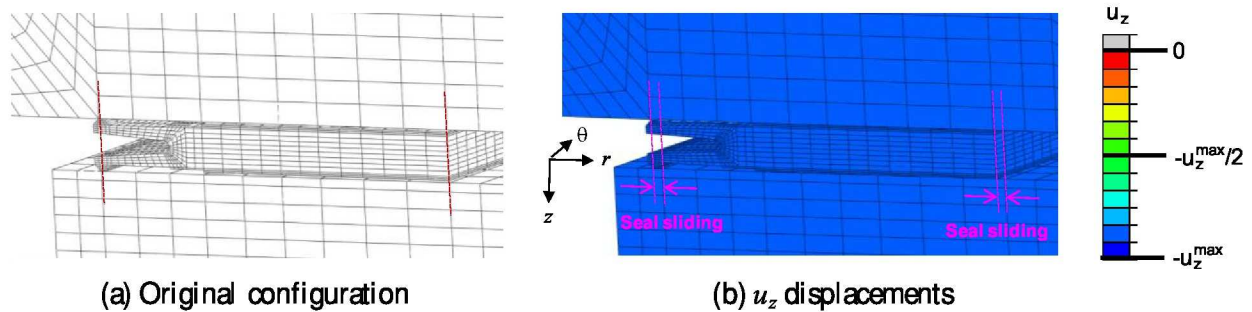 u_z
0
-u_z^max/2
-u_z^max
θ
r
z
Seal sliding
Seal sliding
(a) Original configuration
(b) u_z displacements